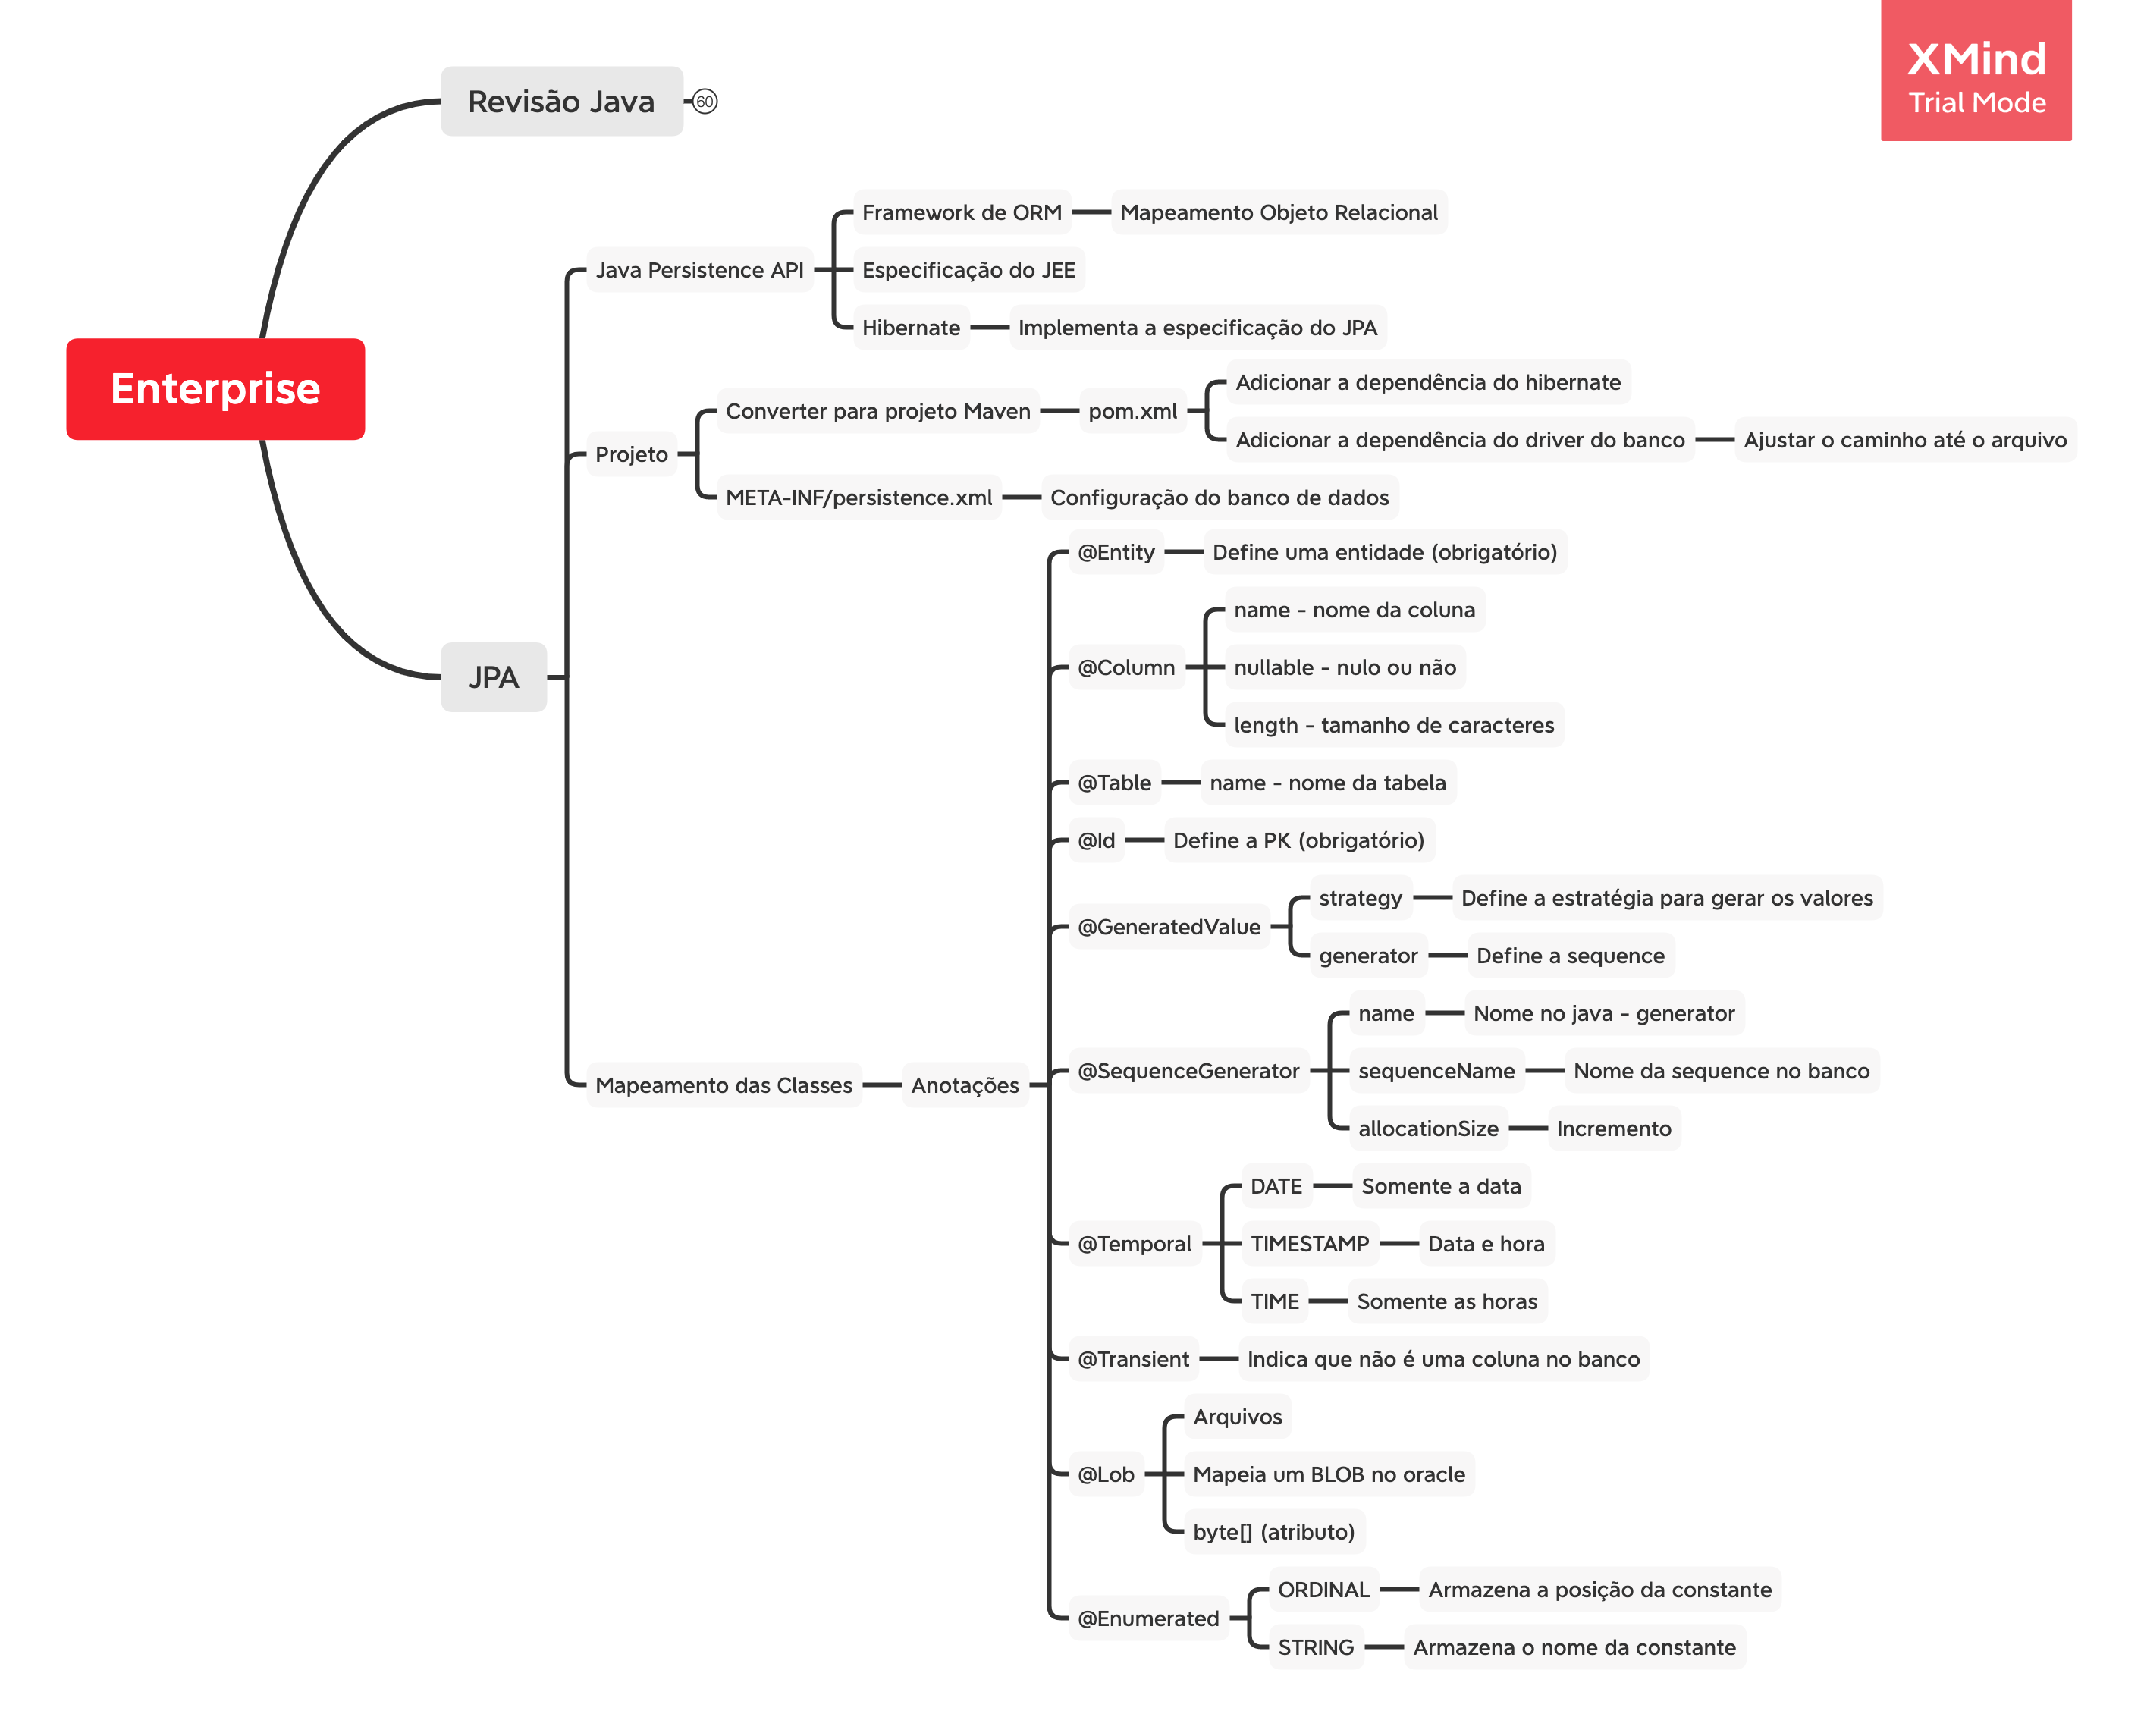 XMind
Trial Mode
Revisão Java
60
Enterprise
JPA
Java Persistence API
Framework de ORM
Mapeamento Objeto Relacional
Especificação do JEE
Hibernate
Implementa a especificação do JPA
Projeto
Converter para projeto Maven
pom.xml
Adicionar a dependência do hibernate
Adicionar a dependência do driver do banco
Ajustar o caminho até o arquivo
META-INF/persistence.xml
Configuração do banco de dados
Mapeamento das Classes
Anotações
@Entity
Define uma entidade (obrigatório)
@Column
name - nome da coluna
nullable - nulo ou não
length - tamanho de caracteres
@Table
name - nome da tabela
@Id
Define a PK (obrigatório)
@GeneratedValue
strategy
Define a estratégia para gerar os valores
generator
Define a sequence
@SequenceGenerator
name
Nome no java - generator
sequenceName
Nome da sequence no banco
allocationSize
Incremento
@Temporal
DATE
Somente a data
TIMESTAMP
Data e hora
TIME
Somente as horas
@Transient
Indica que não é uma coluna no banco
@Lob
Arquivos
Mapeia um BLOB no oracle
byte[] (atributo)
@Enumerated
ORDINAL
Armazena a posição da constante
STRING
Armazena o nome da constante